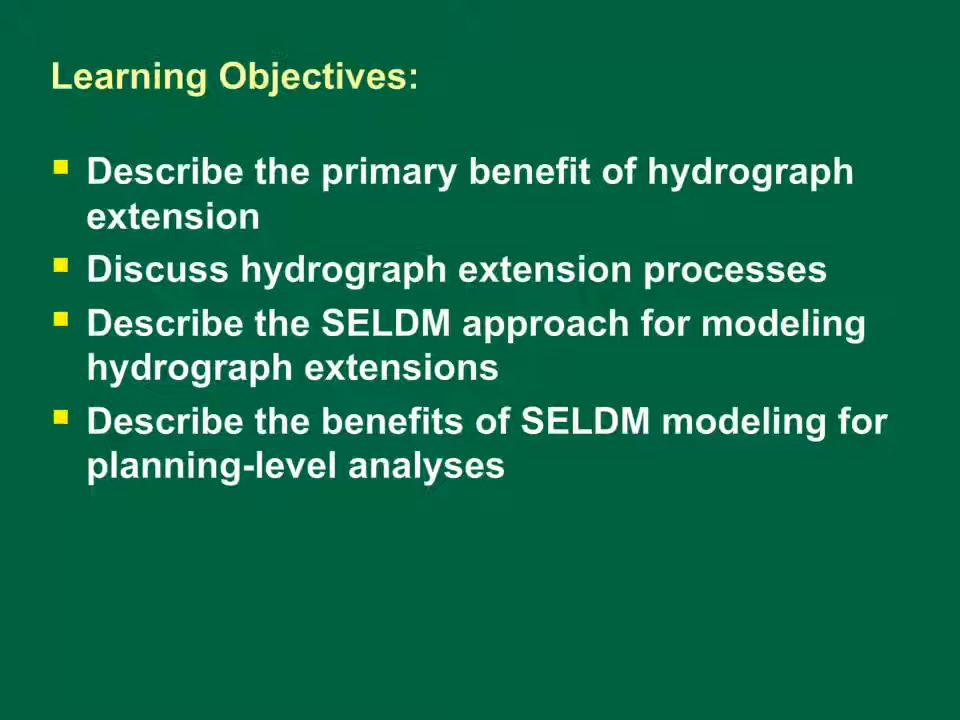 Learning Objectives:
Describe the primary benefit of hydrograph
extension
Discuss hydrograph extension processes
Describe the SELDM approach for modeling
hydrograph extensions
Describe the benefits of SELDM modeling for
planning-level analyses